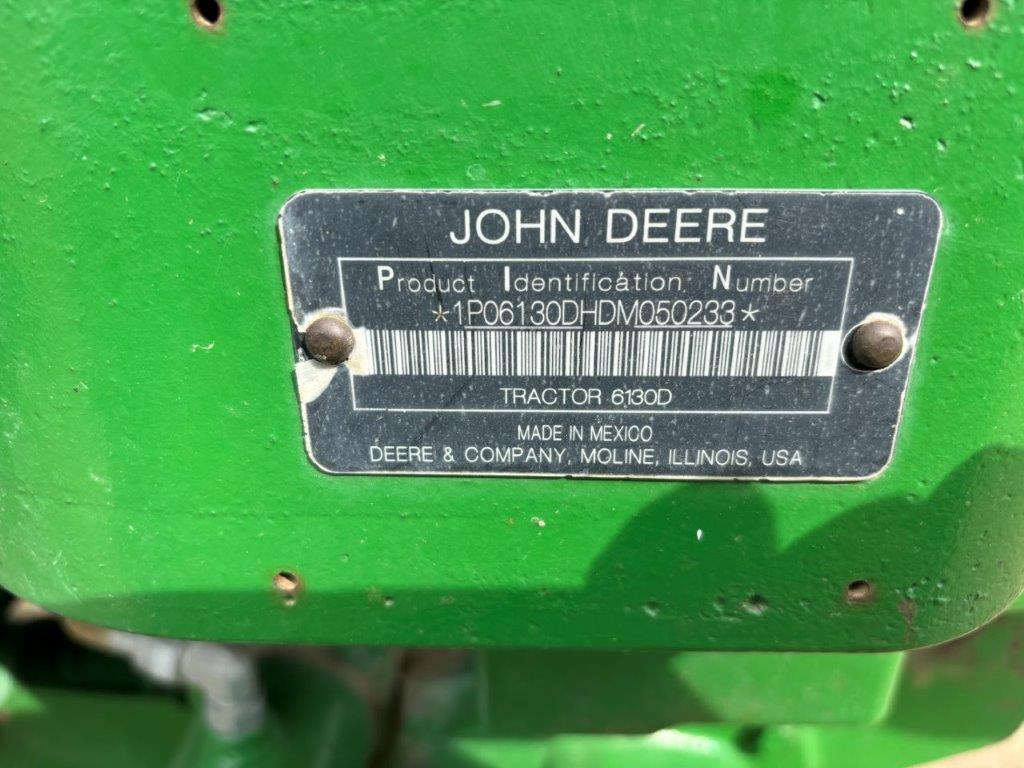 JOHN DEERE
Product Identification Number
*1P06130DHDM050233*
TRACTOR 6130D
MADE IN MEXICO
DEERE & COMPANY, MOLINE, ILLINOIS, USA